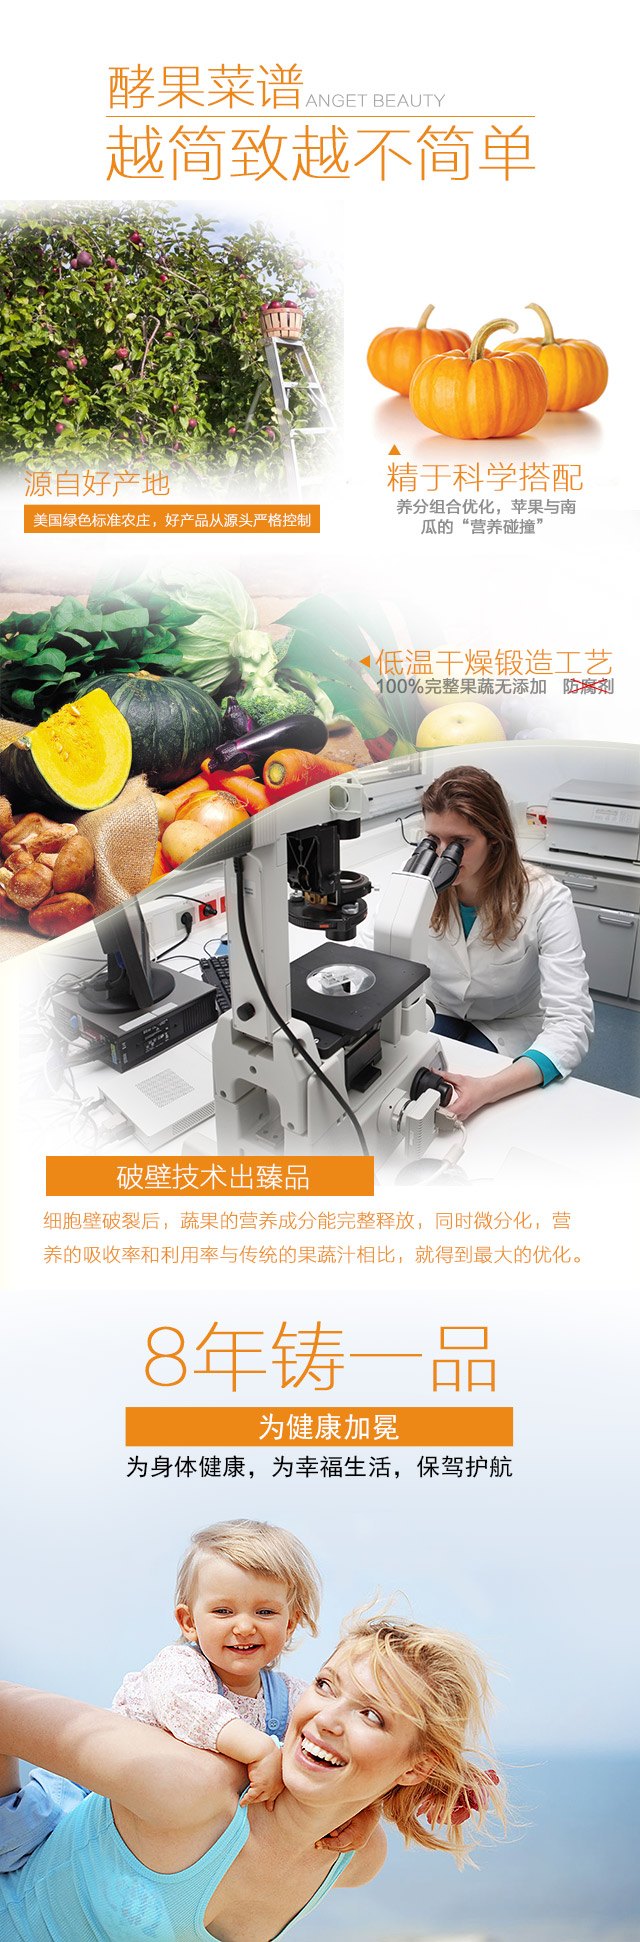 酵果菜谱 ANGET BEAUTY
越简致越不简单
源自好产地
美国绿色标准农庄，好产品从源头严格控制
精于科学搭配
养分组合优化，苹果与南
瓜的“营养碰撞”
低温干燥锻造工艺
100%完整果蔬无添加 防腐剂
破壁技术出臻品
细胞壁破裂后，蔬果的营养成分能完整释放，同时微分化，营
养的吸收率和利用率与传统的果蔬汁相比，就得到最大的优化。
8年铸一品
为健康加冕
为身体健康，为幸福生活，保驾护航